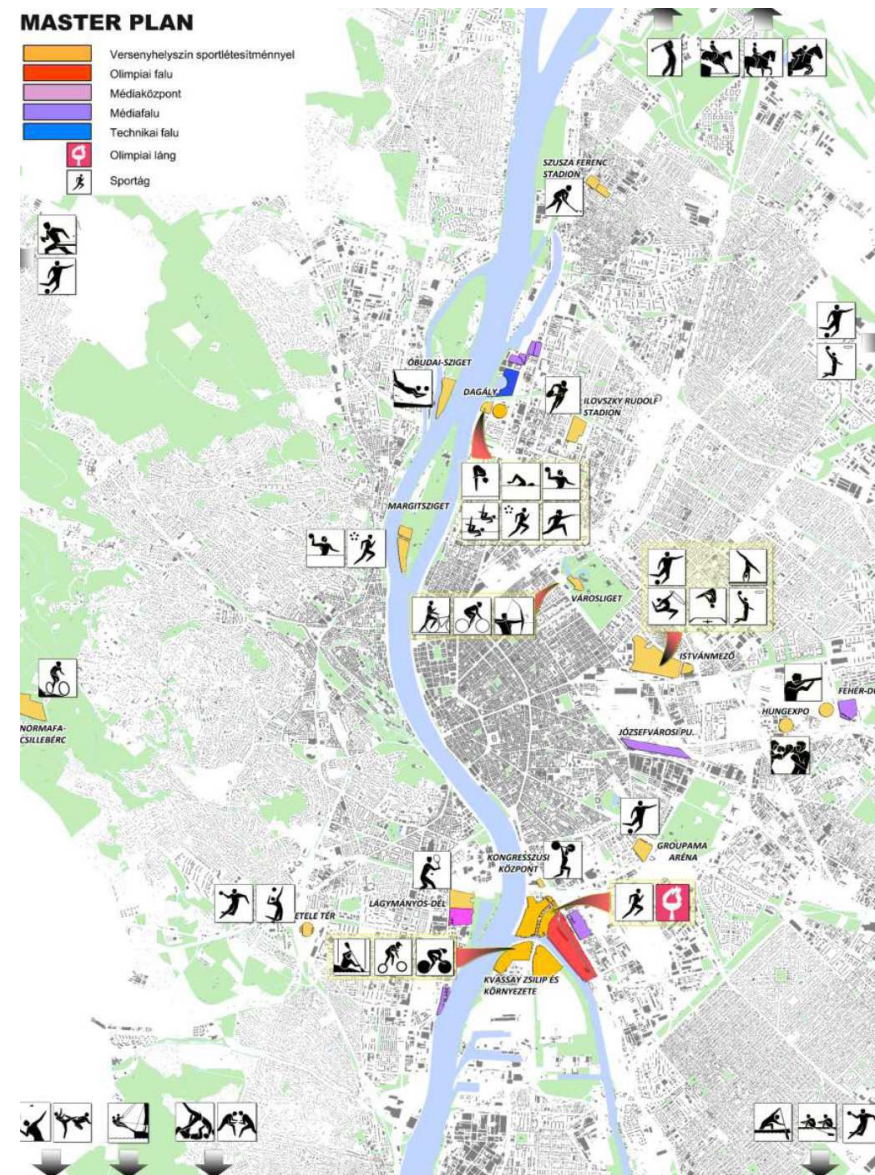 MASTER PLAN
Versenyhelyszín sportlétesítménnyel
Olimpiai falu
Médiaközpont
Médiafalu
Technikai falu
Olimpiai láng
Sportág
SZUSZA FERENC
STADION
ÓBUDAI-SZIGET
DAGÁLY
ILOVSZKY RUDOLF
STADION
MARGITSZIGET
VÁROSLIGET
ISTVÁNMEZŐ
NORMAFA-
CSILLEBÉRC
HUNGEXPO
JÓZSEFVÁROSI PU.
GROUPAMA
ARÉNA
KONGRESSZUSI
KÖZPONT
LÁGYMÁNYOS-DÉL
ETELE TÉR
KVASSAY ZSILIP ÉS
KÖRNYEZETE